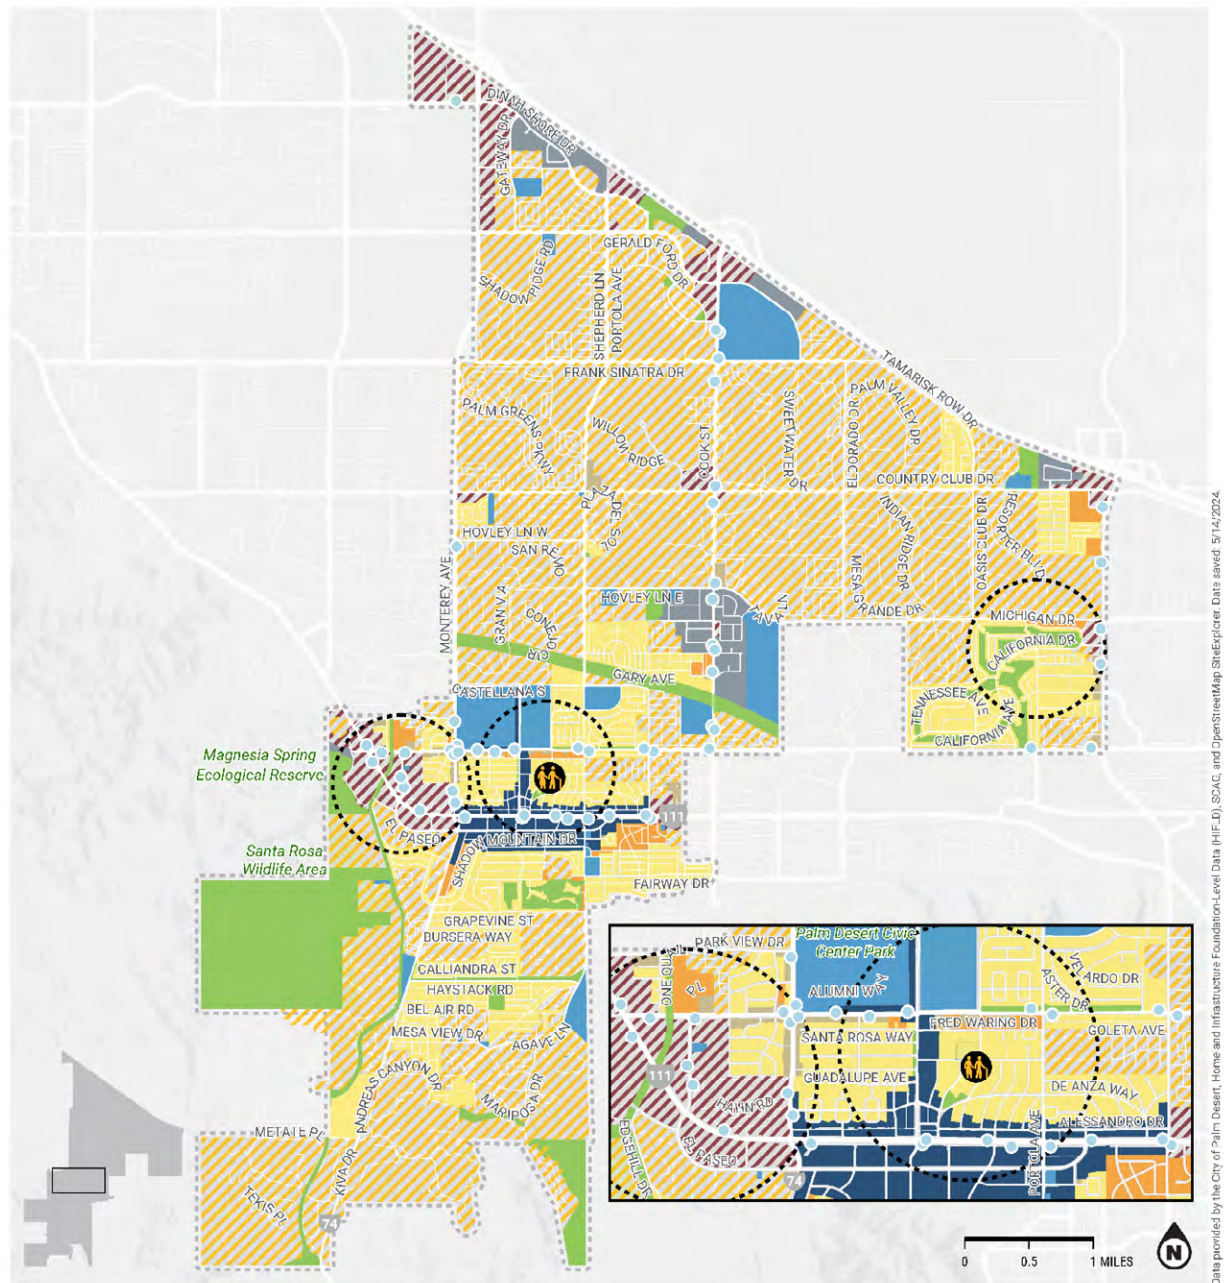 DINAH SHORE DR
GATEWAY DR
GERALD FORD DR
SHADOW RIDGE RD
SHEPHERD LN
PORTOLA AVE
FRANK SINATRA DR
TAMARISK ROW DR
PALM GREENS PKWY
WILLOW RIDGE
COOK ST
SWEETWATER DR
ELDORADO DR
PALM VALLEY DR
COUNTRY CLUB DR
PLAZA DEL SOL
HOVLEY LN W
SAN REMO
INDIAN RIDGE DR
OASIS CLUB DR
RESORTER BLVD
MONTEREY AVE
GRAN VIA
CONEJO CIR
HOVLEY LN E
MESA GRANDE DR
MICHIGAN DR
CALIFORNIA DR
GARY AVE
CASTELLANA S
TENNESSEE AVE
CALIFORNIA AVE
CALIFORNIA AVE
Magnesia Spring
Ecological Reserve
111
EL PASEO
SHADOW MOUNTAIN DR
Santa Rosa
Wildlife Area
FAIRWAY DR
GRAPEVINE ST
BURSERA WAY
CALLIANDRA ST
HAYSTACK RD
BEL AIR RD
MESA VIEW DR
AGAVE LN
ANDREAS CANYON DR
MARIPOSA DR
METATE PL
KIVA DR
TEKIS PL
74
Palm Desert Civic
Center Park
PARK VIEW DR
ONE QUAIL
PL
ALUMNI WAY
VELARDO DR
ASTER DR
FRED WARING DR
GOLETA AVE
SANTA ROSA WAY
GUADALUPE AVE
DE ANZA WAY
111
HAHN RD
ALESSANDRO DR
EDGEHILL DR
EL PASEO
PORTOLA AVE
74
0 0.5 1 MILES
N
Data provided by the City of Palm Desert, Home and Infrastructure Foundation-Level Data (HIFLD), SCAG, and OpenStreetMap SiteExplorer. Data saved: 5/14/2024.